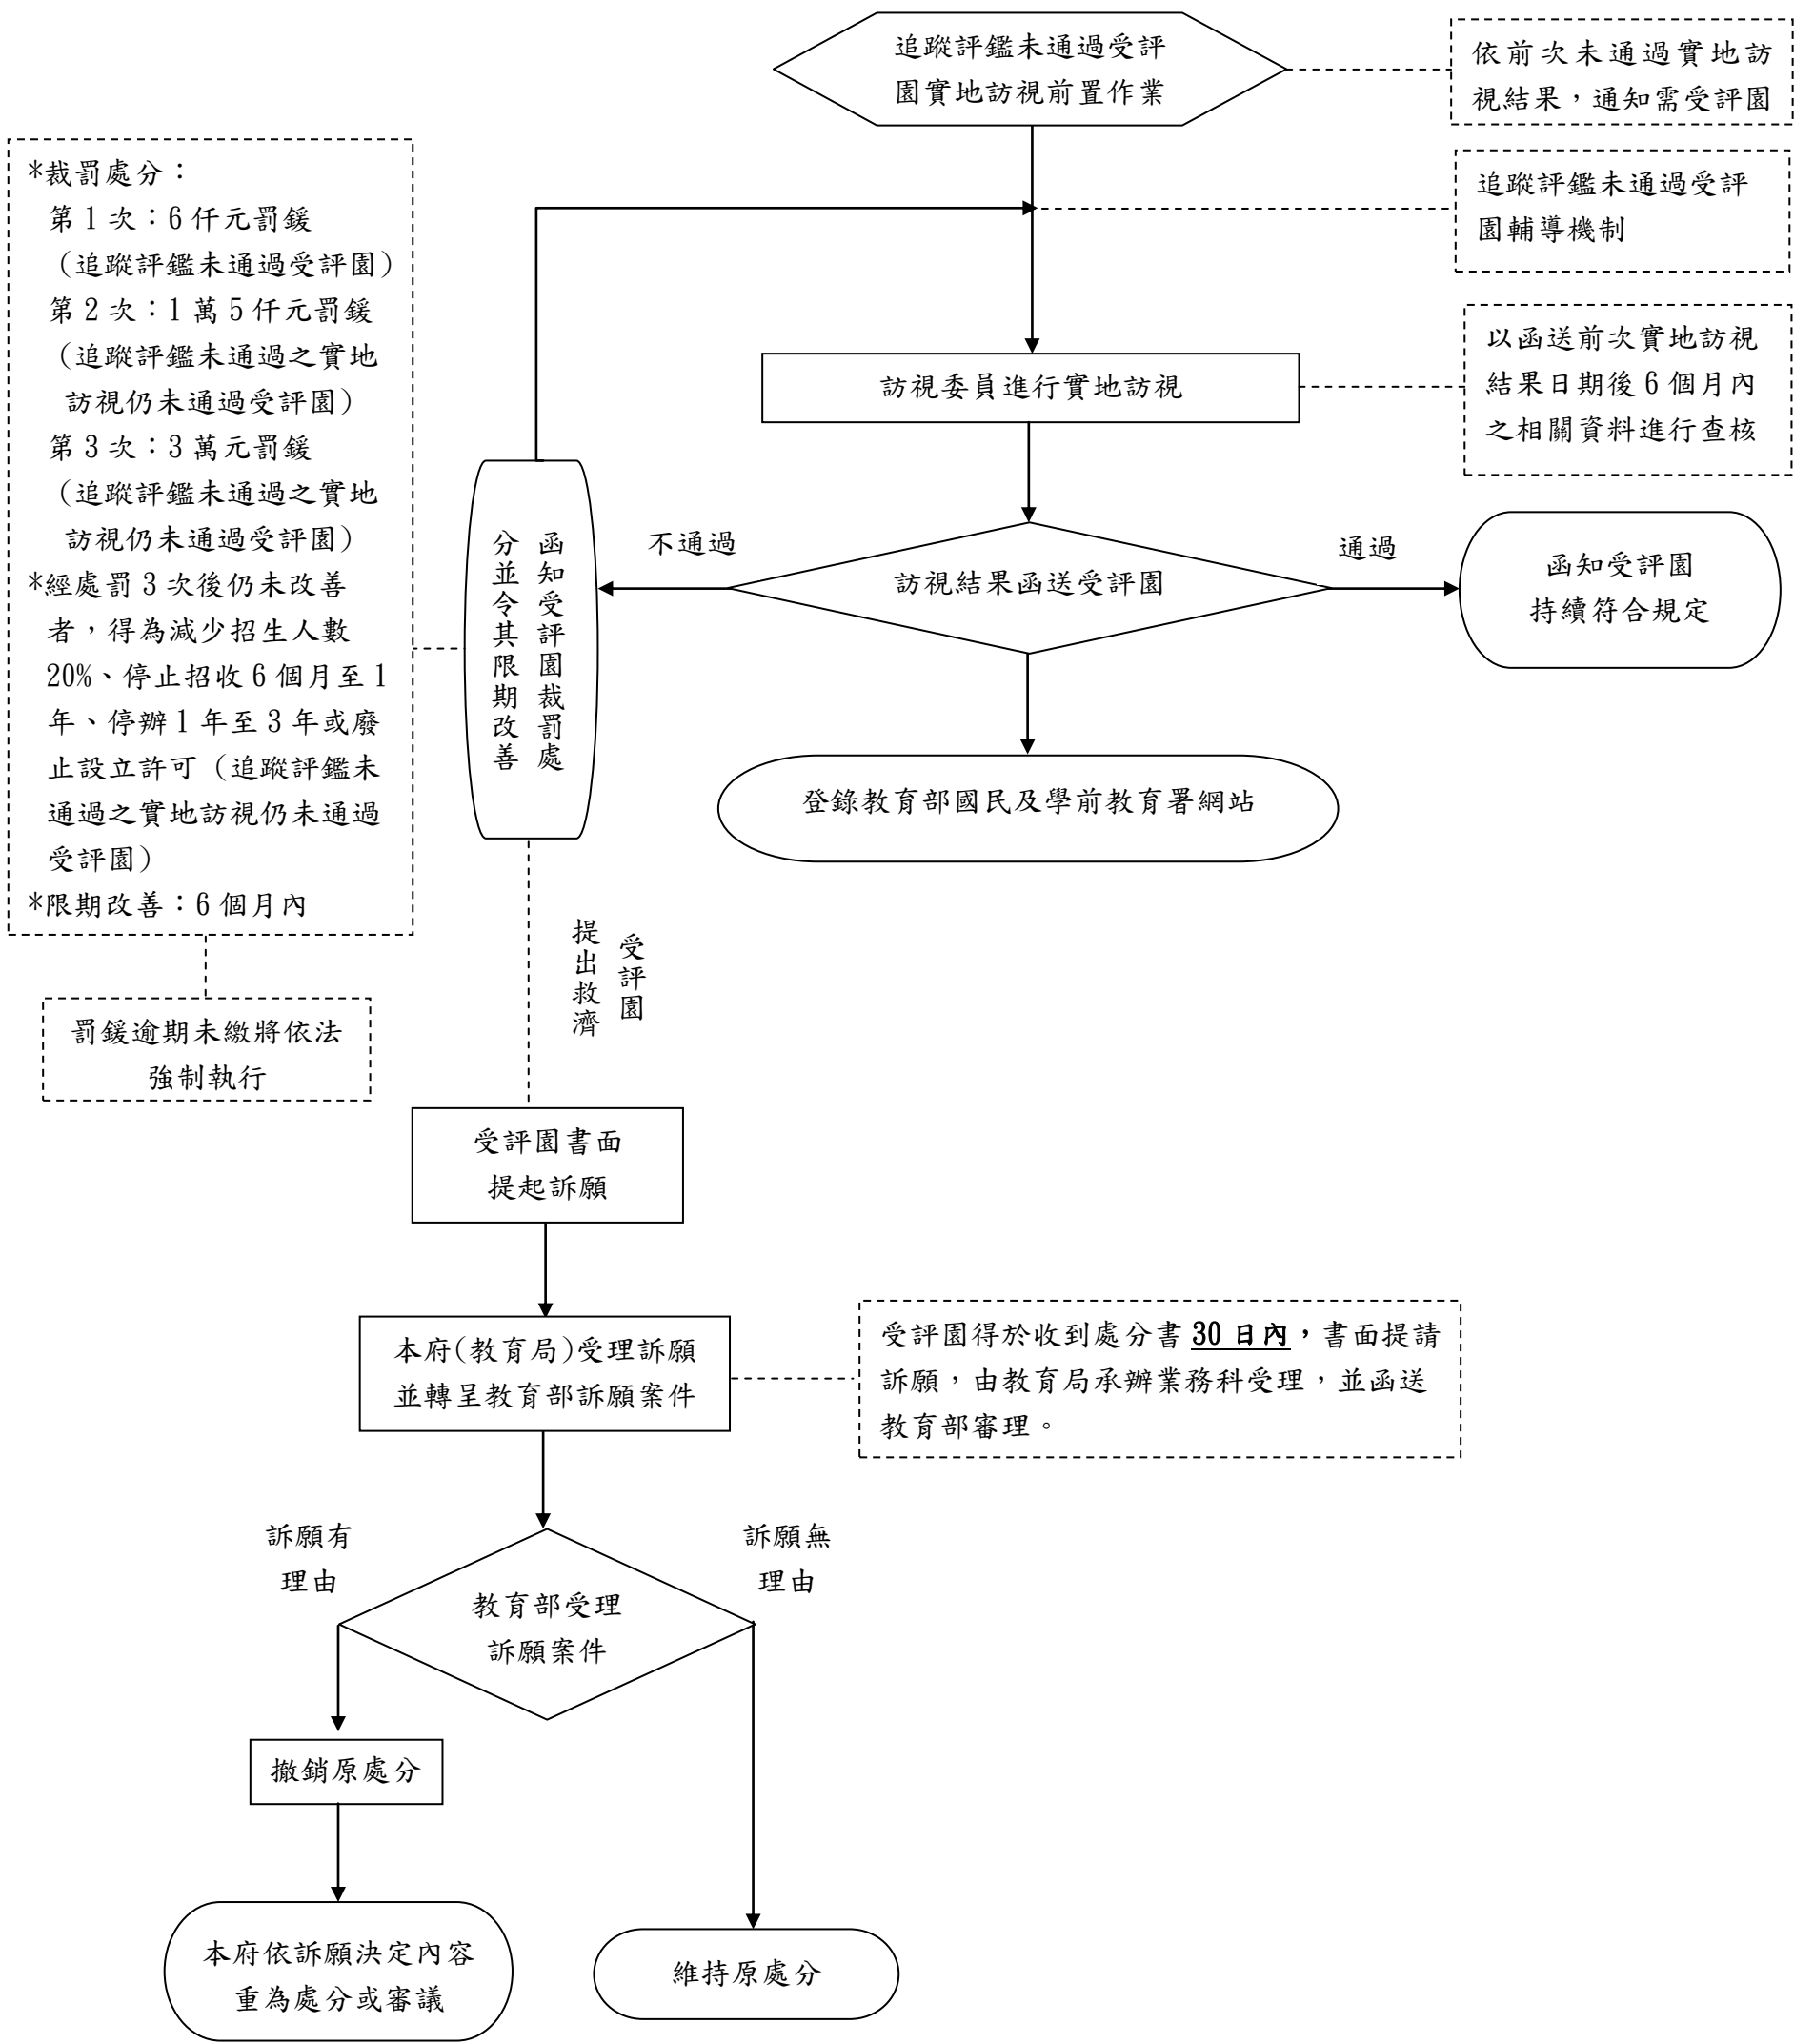 追蹤評鑑未通過受評
園實地訪視前置作業
依前次未通過實地訪
視結果，通知需受評園
追蹤評鑑未通過受評
園輔導機制
*裁罰處分：
第 1 次：6 仟元罰鍰
（追蹤評鑑未通過受評園）
第 2 次：1 萬 5 仟元罰鍰
（追蹤評鑑未通過之實地
訪視仍未通過受評園）
第 3 次：3 萬元罰鍰
（追蹤評鑑未通過之實地
訪視仍未通過受評園）
*經處罰 3 次後仍未改善
者，得為減少招生人數
20%、停止招收 6 個月至 1
年、停辦 1 年至 3 年或廢
止設立許可（追蹤評鑑未
通過之實地訪視仍未通過
受評園）
*限期改善：6 個月內
罰鍰逾期未繳將依法
強制執行
訪視委員進行實地訪視
以函送前次實地訪視
結果日期後 6 個月內
之相關資料進行查核
函知受評園裁罰處
分並令其限期改善
不通過
訪視結果函送受評園
通過
函知受評園
持續符合規定
登錄教育部國民及學前教育署網站
受評園
提出救濟
受評園書面
提起訴願
本府(教育局)受理訴願
並轉呈教育部訴願案件
受評園得於收到處分書 30 日內，書面提請
訴願，由教育局承辦業務科受理，並函送
教育部審理。
訴願有
理由
訴願無
理由
教育部受理
訴願案件
撤銷原處分
本府依訴願決定內容
重為處分或審議
維持原處分